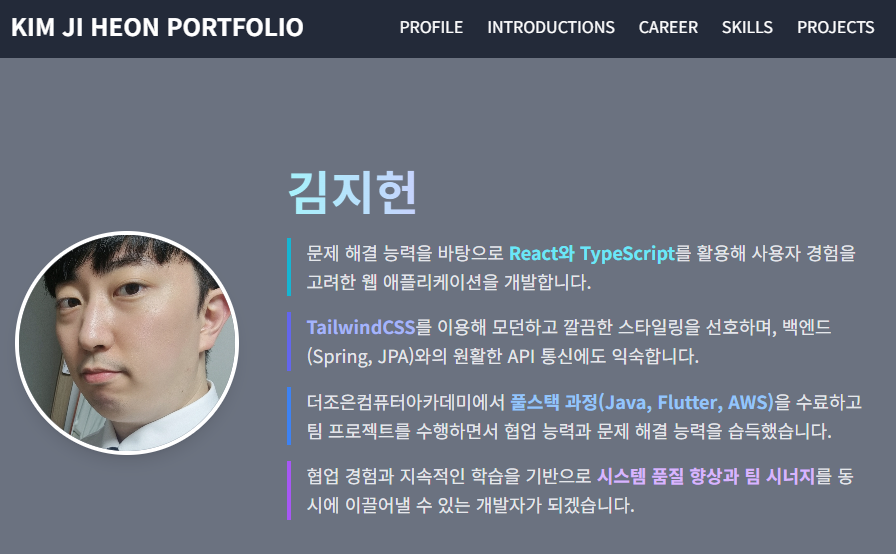 KIM JI HEON PORTFOLIO
PROFILE INTRODUCTIONS CAREER SKILLS PROJECTS
김지헌
문제 해결 능력을 바탕으로 React와 TypeScript를 활용해 사용자 경험을
고려한 웹 애플리케이션을 개발합니다.
TailwindCSS를 이용해 모던하고 깔끔한 스타일링을 선호하며, 백엔드
(Spring, JPA)와의 원활한 API 통신에도 익숙합니다.
더조은컴퓨터아카데미에서 풀스택 과정(Java, Flutter, AWS)을 수료하고
팀 프로젝트를 수행하면서 협업 능력과 문제 해결 능력을 습득했습니다.
협업 경험과 지속적인 학습을 기반으로 시스템 품질 향상과 팀 시너지를 동
시에 이끌어낼 수 있는 개발자가 되겠습니다.